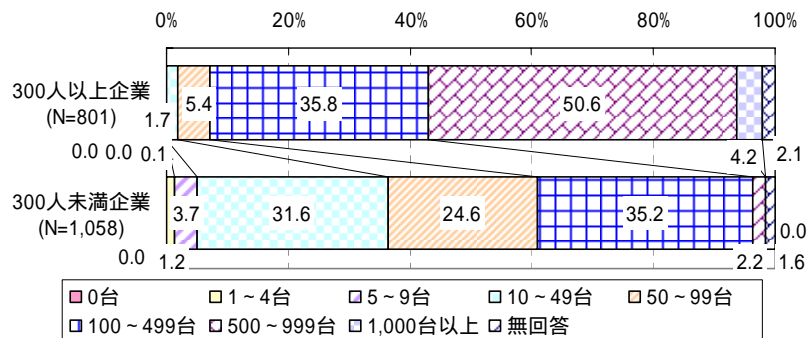 0% 20% 40% 60% 80% 100%
300人以上企業
(N=801)
1.7 5.4 35.8 50.6 4.2 2.1
0.0 0.0 0.1
300人未満企業
(N=1,058)
3.7 31.6 24.6 35.2 0.0
0.0 1.2 2.2 1.6
0台 1～4台 5～9台 10～49台 50～99台
100～499台 500～999台 1,000台以上 無回答